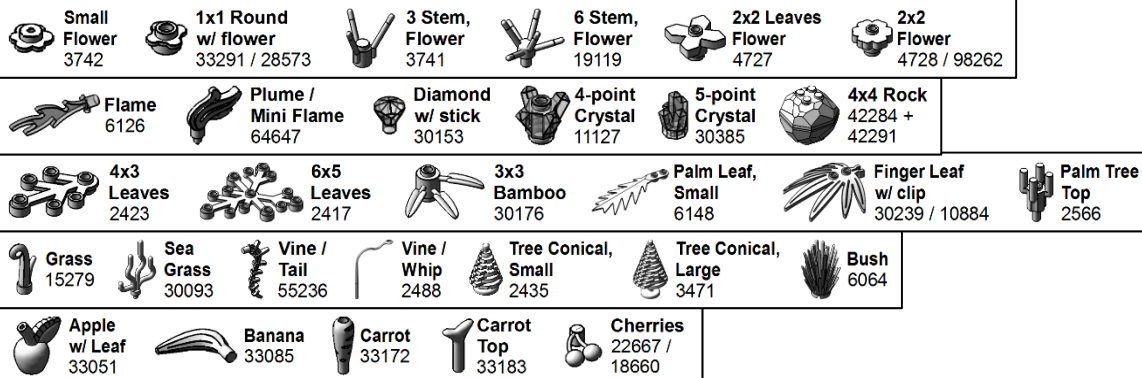 Small
Flower
3742
1x1 Round
w/ flower
33291 / 28573
3 Stem,
Flower
3741
6 Stem,
Flower
19119
2x2 Leaves
Flower
4727
2x2
Flower
4728 / 98262
Flame
6126
Plume /
Mini Flame
64647
Diamond
w/ stick
30153
4-point
Crystal
11127
5-point
Crystal
30385
4x4 Rock
42284 +
42291
4x3
Leaves
2423
6x5
Leaves
2417
3x3
Bamboo
30176
Palm Leaf,
Small
6148
Finger Leaf
w/ clip
30239 / 10884
Palm Tree
Top
2566
Grass
15279
Sea
Grass
30093
Vine /
Tail
55236
Vine /
Whip
2488
Tree Conical,
Small
2435
Tree Conical,
Large
3471
Bush
6064
Apple
w/ Leaf
33051
Banana
33085
Carrot
33172
Carrot
Top
33183
Cherries
22667 /
18660